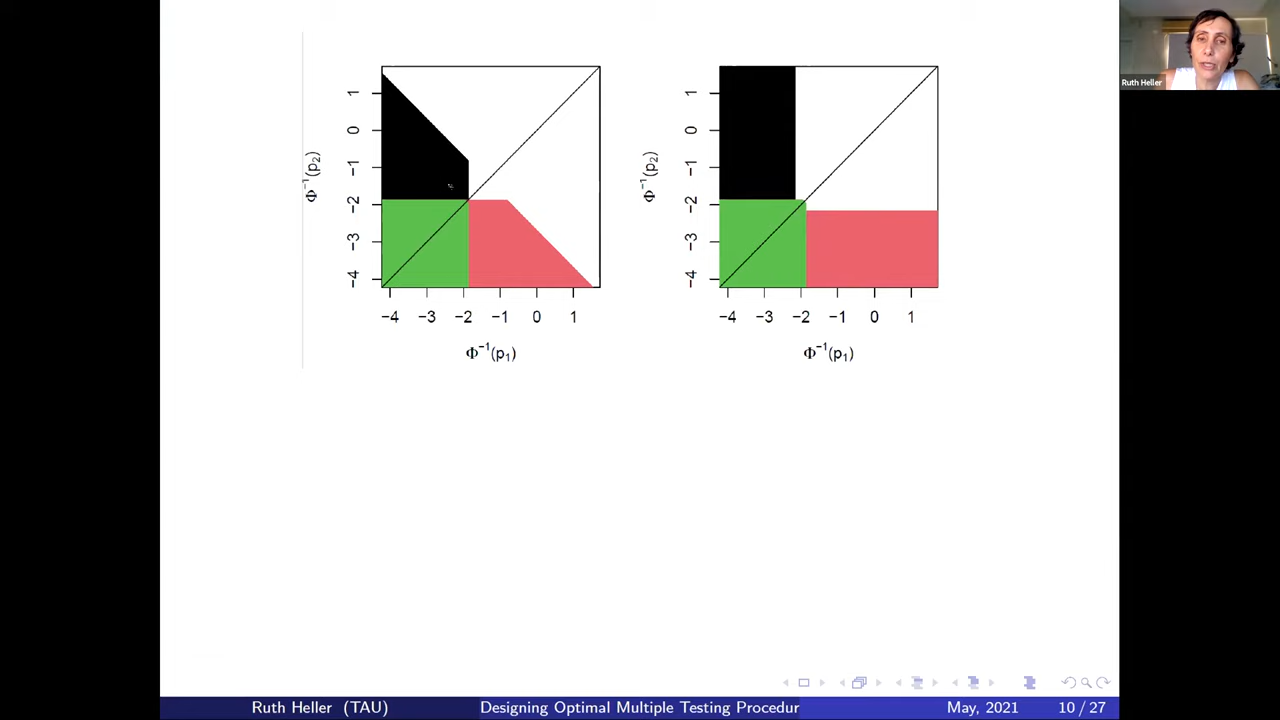 Ruth Heller
1
0
−1
−2
−3
−4
Φ⁻¹(p₂)
−4 −3 −2 −1 0 1
Φ⁻¹(p₁)
1
0
−1
−2
−3
−4
Φ⁻¹(p₂)
−4 −3 −2 −1 0 1
Φ⁻¹(p₁)
Ruth Heller (TAU) Designing Optimal Multiple Testing Procedur May, 2021 10 / 27